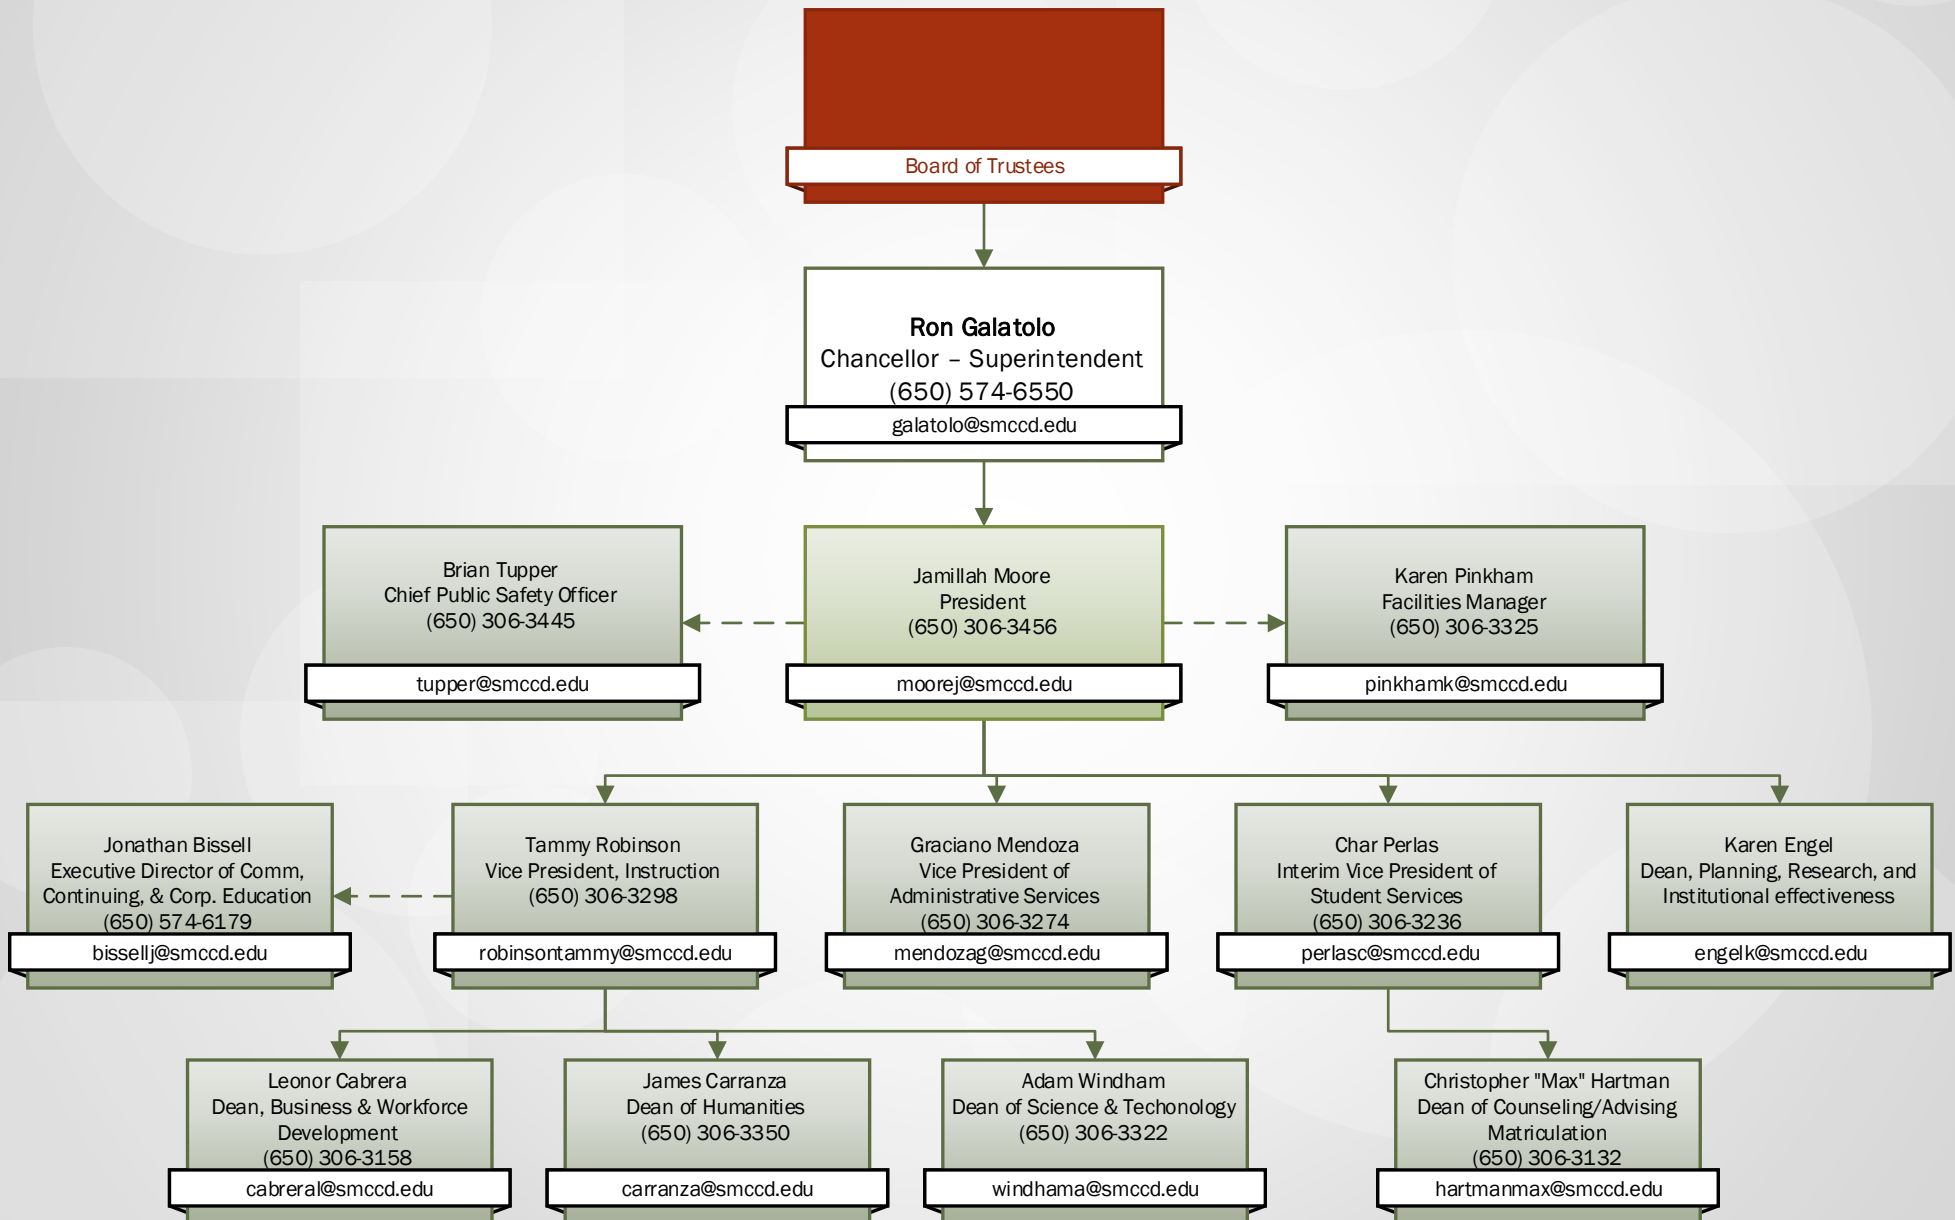 Board of Trustees
Ron Galatolo
Chancellor – Superintendent
(650) 574-6550
galatolo@smccd.edu
Brian Tupper
Chief Public Safety Officer
(650) 306-3445
tupper@smccd.edu
Jamillah Moore
President
(650) 306-3456
moorej@smccd.edu
Karen Pinkham
Facilities Manager
(650) 306-3325
pinkhamk@smccd.edu
Jonathan Bissell
Executive Director of Comm,
Continuing, & Corp. Education
(650) 574-6179
bissellj@smccd.edu
Tammy Robinson
Vice President, Instruction
(650) 306-3298
robinsontammy@smccd.edu
Graciano Mendoza
Vice President of
Administrative Services
(650) 306-3274
mendozag@smccd.edu
Char Perlas
Interim Vice President of
Student Services
(650) 306-3236
perlasc@smccd.edu
Karen Engel
Dean, Planning, Research, and
Institutional effectiveness
engelk@smccd.edu
Leonor Cabrera
Dean, Business & Workforce
Development
(650) 306-3158
cabreral@smccd.edu
James Carranza
Dean of Humanities
(650) 306-3350
carranza@smccd.edu
Adam Windham
Dean of Science & Techonology
(650) 306-3322
windhama@smccd.edu
Christopher "Max" Hartman
Dean of Counseling/Advising
Matriculation
(650) 306-3132
hartmanmax@smccd.edu